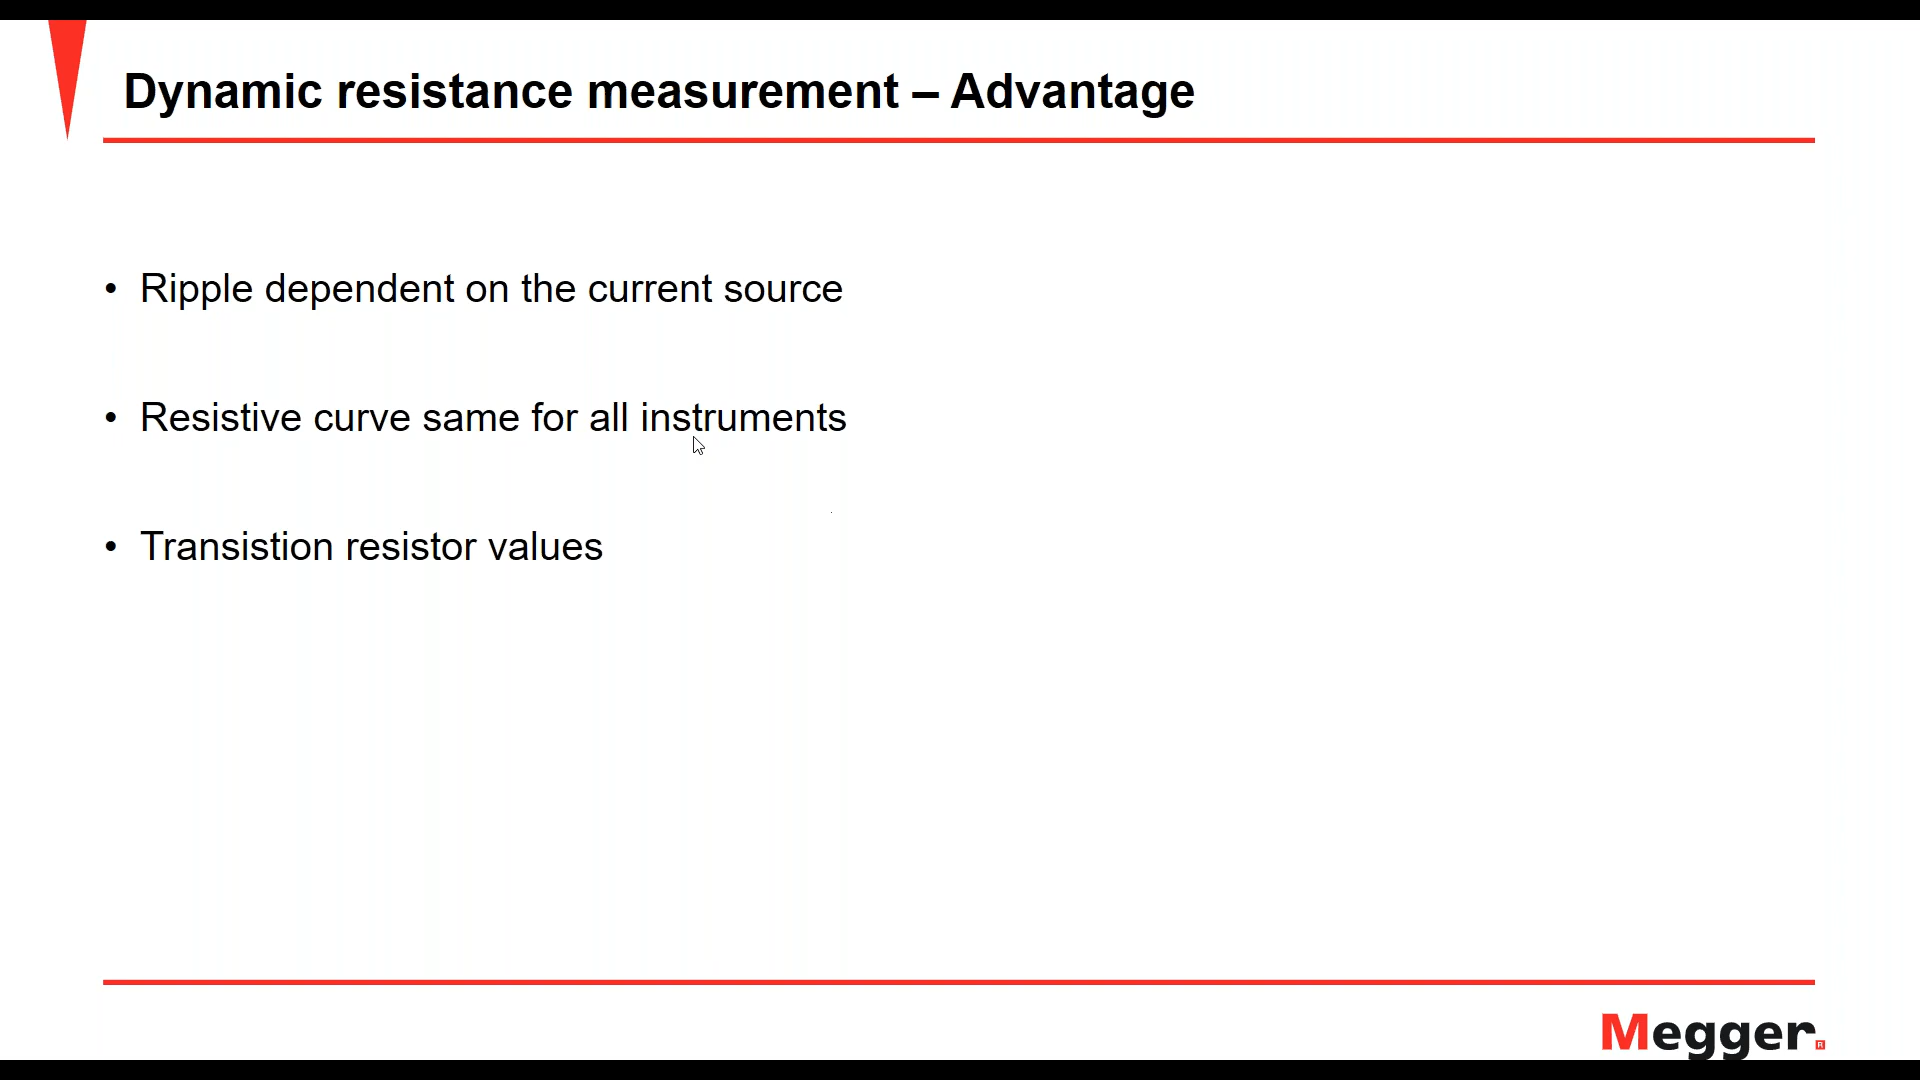 Dynamic resistance measurement – Advantage
• Ripple dependent on the current source
• Resistive curve same for all instruments
• Transistion resistor values
Megger.